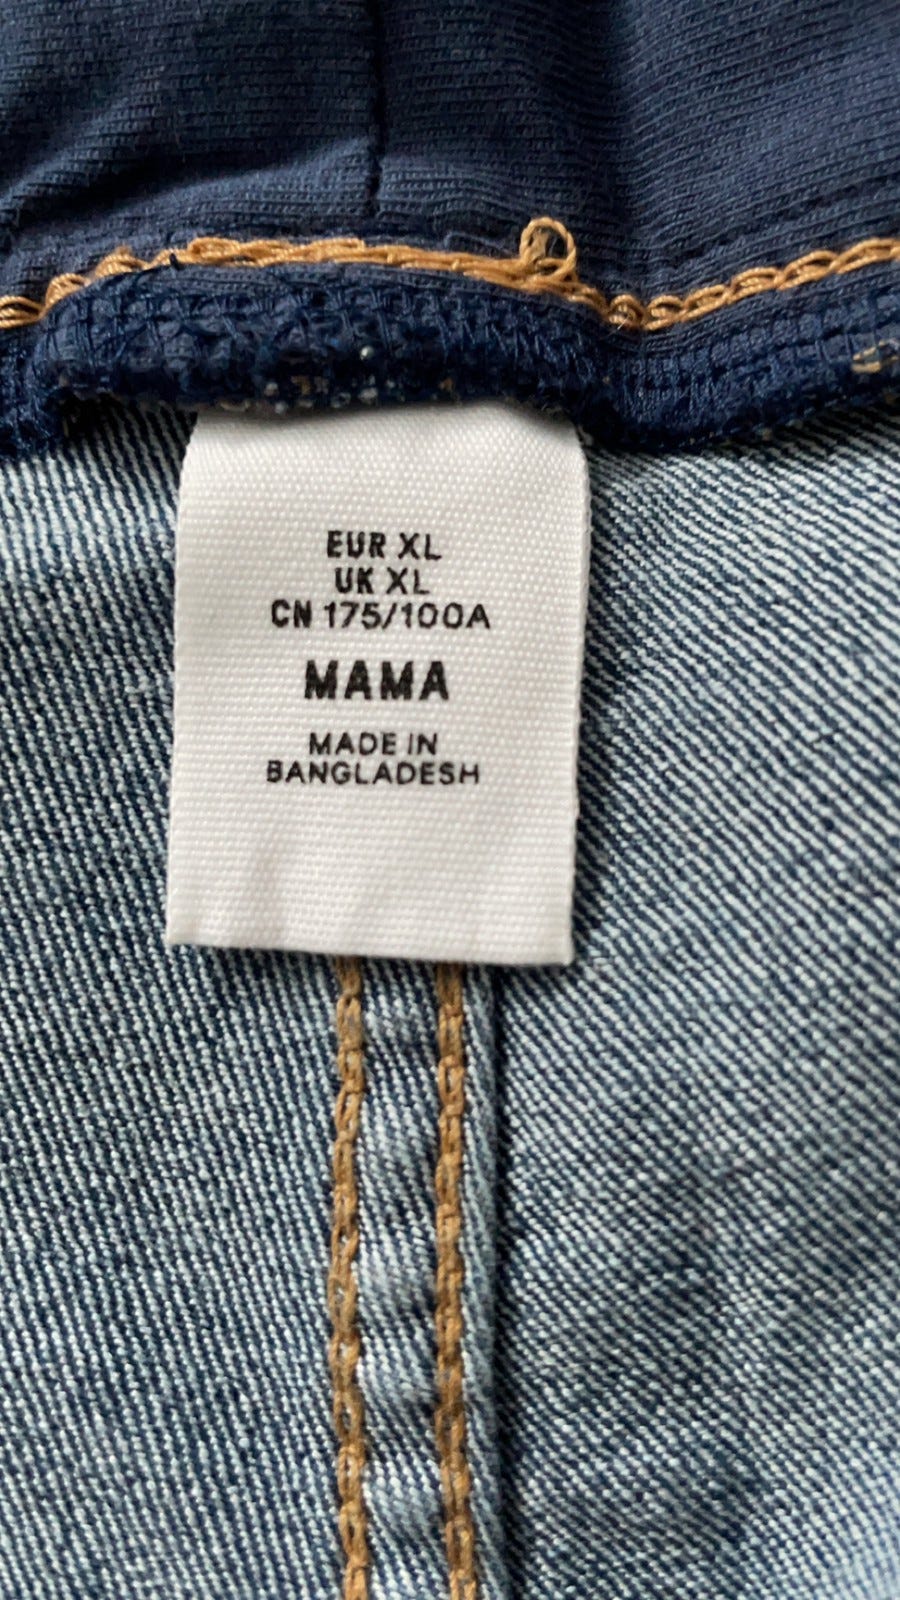 EUR XL
UK XL
CN 175/100A
MAMA
MADE IN
BANGLADESH